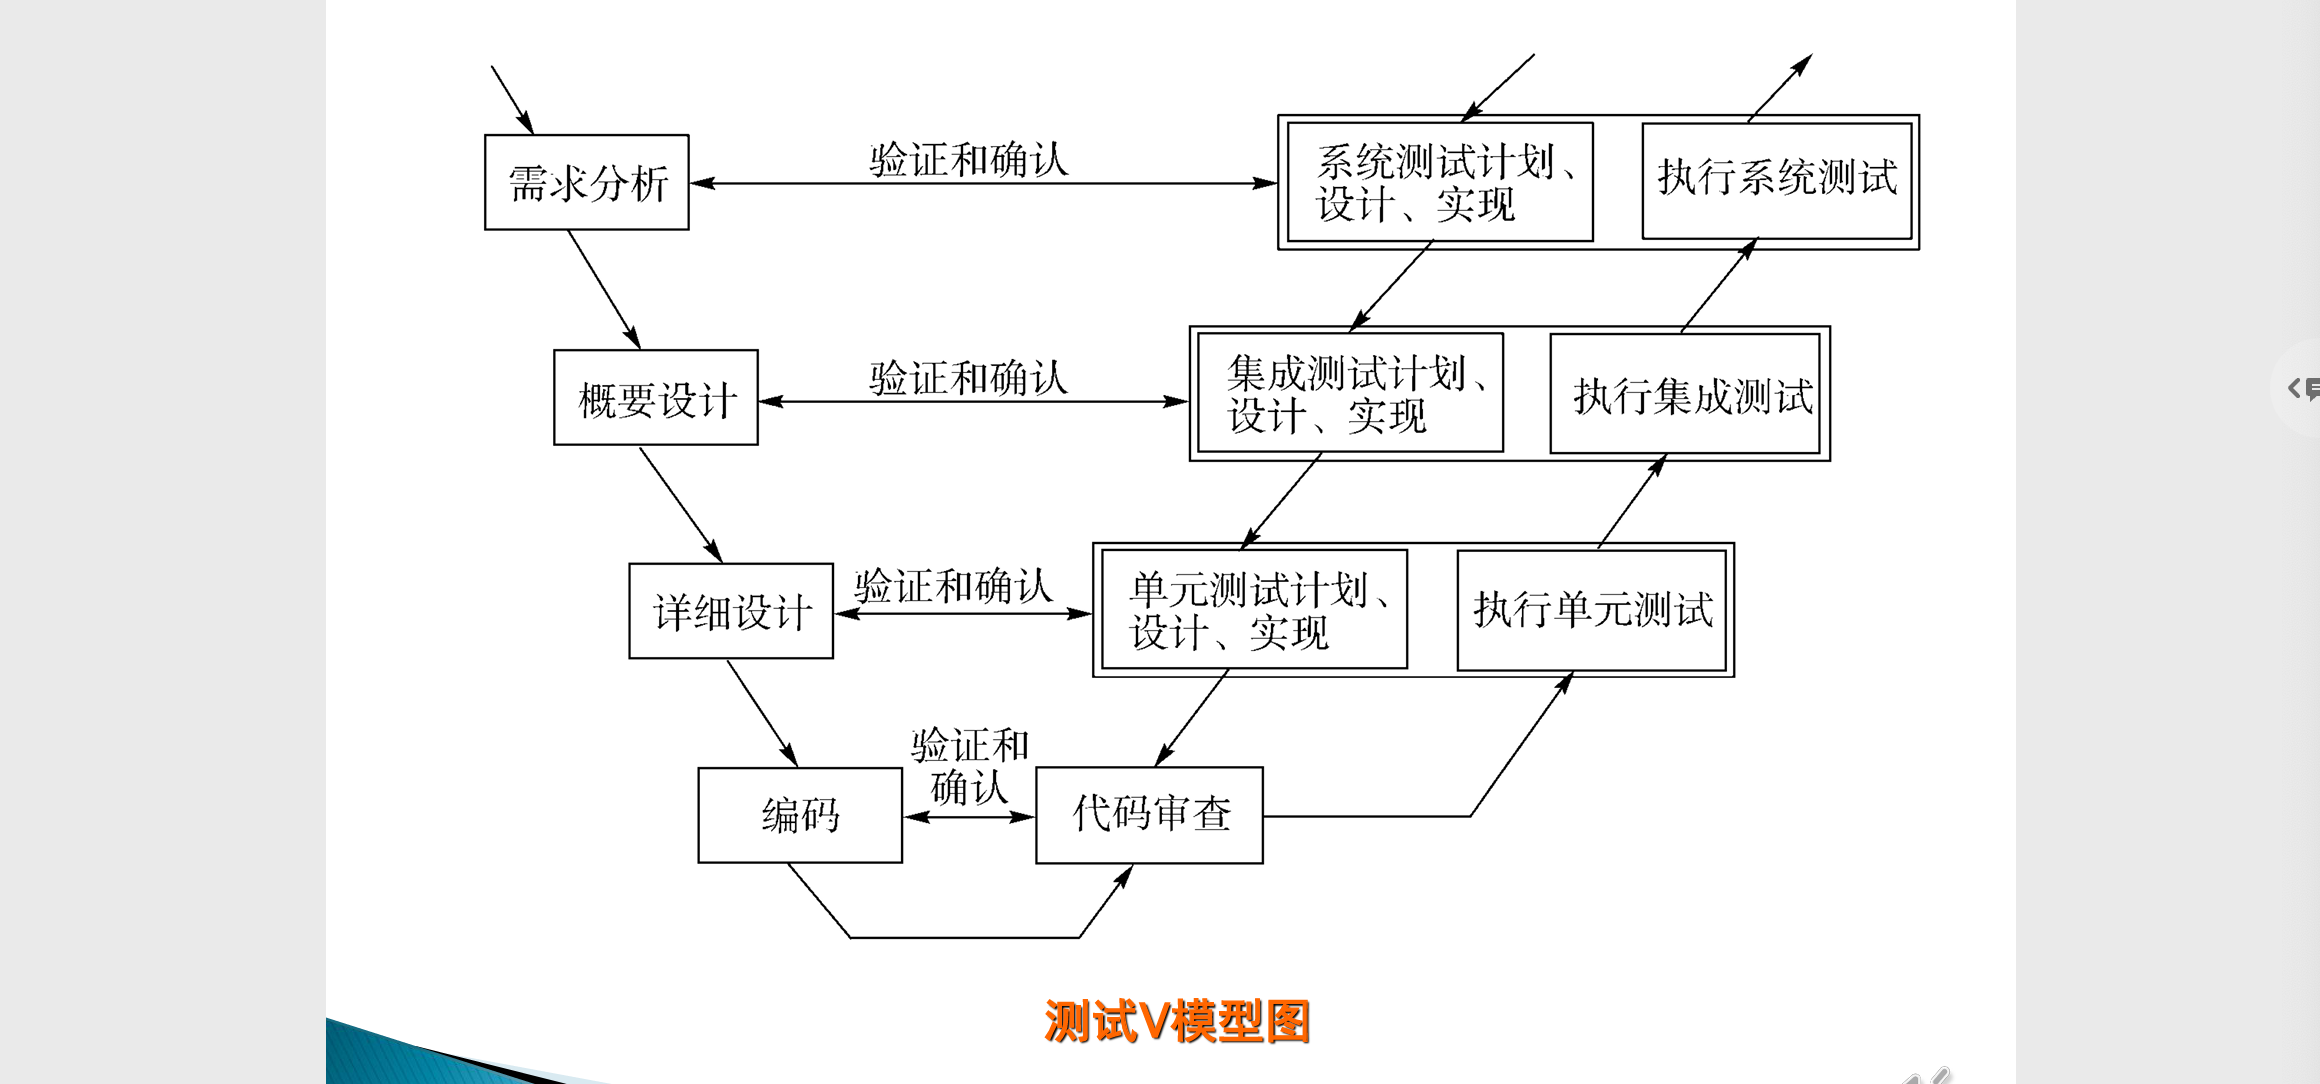 需求分析
验证和确认
系统测试计划、
设计、实现
执行系统测试
概要设计
验证和确认
集成测试计划、
设计、实现
执行集成测试
详细设计
验证和确认
单元测试计划、
设计、实现
执行单元测试
编码
验证和
确认
代码审查
测试V模型图